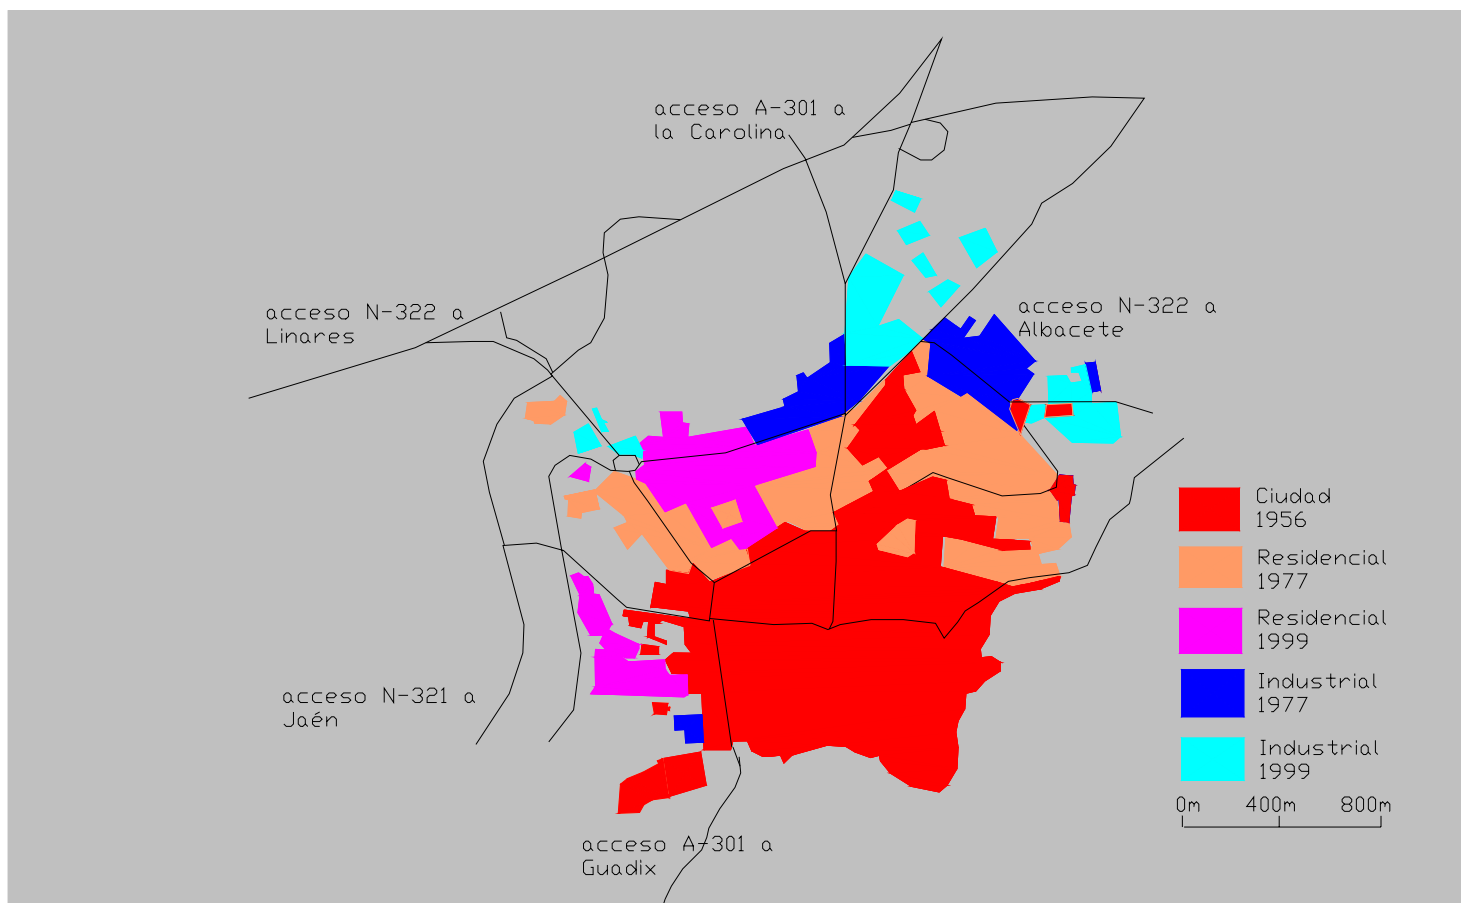 acceso A-301 a
la Carolina
acceso N-322 a
Linares
acceso N-322 a
Albacete
acceso N-321 a
Jaén
acceso A-301 a
Guadix
Ciudad
1956
Residencial
1977
Residencial
1999
Industrial
1977
Industrial
1999
0m 400m 800m